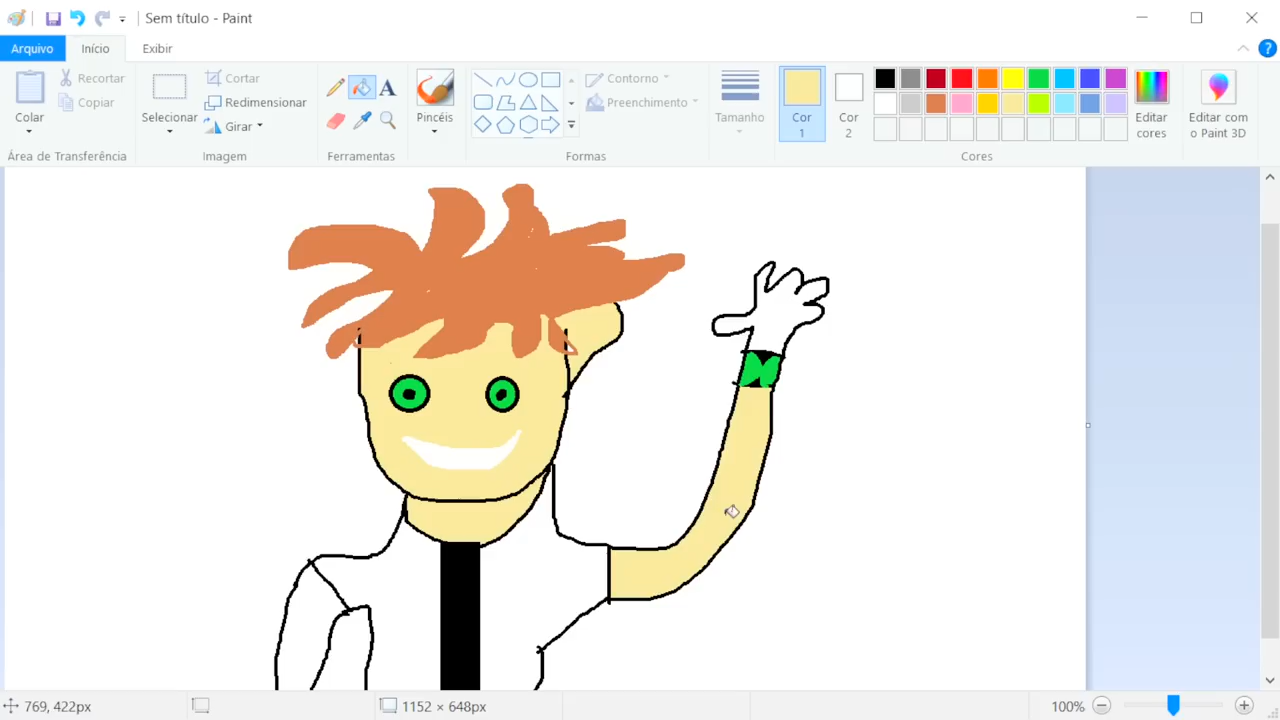 Sem título - Paint
Arquivo Início Exibir
Colar
Recortar
Copiar
Área de Transferência
Selecionar
Cortar
Redimensionar
Girar
Imagem
A
Ferramentas
Pincéis
Contorno
Preenchimento
Formas
Tamanho
Cor 1
Cor 2
Cores
Editar cores
Editar com o Paint 3D
?
769, 422px
1152 × 648px
100%